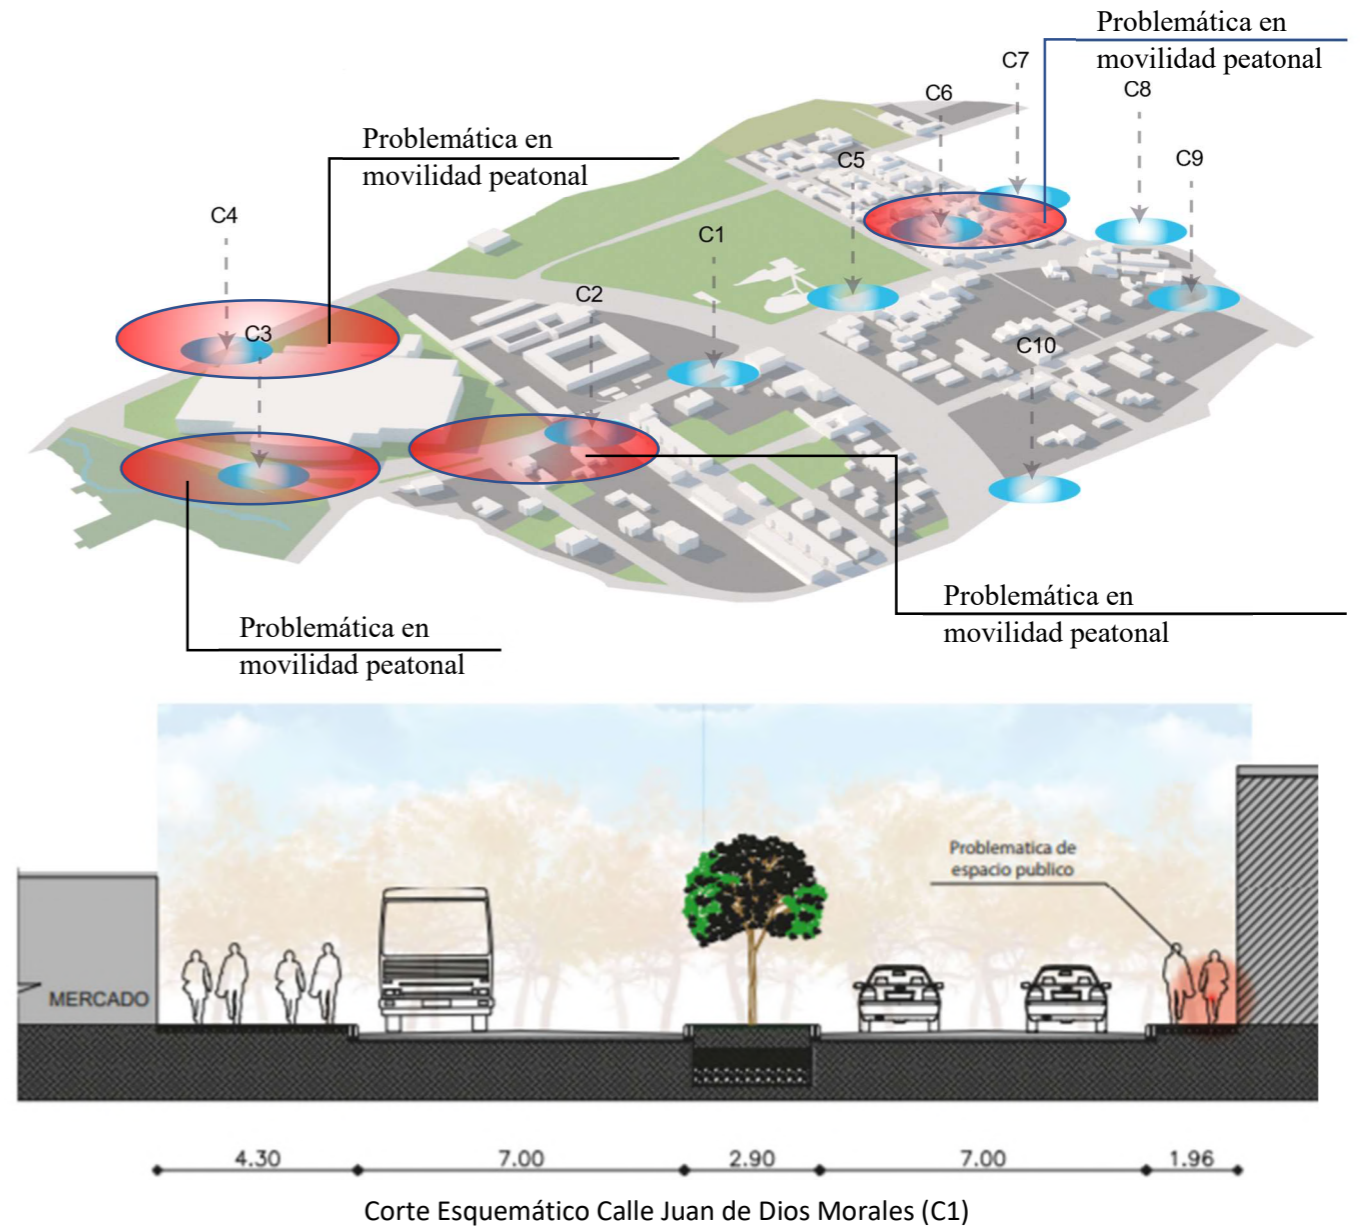 Problemática en
movilidad peatonal
C7
C8
C6
Problemática en
movilidad peatonal
C5
C9
C4
C1
C2
C3
C10
Problemática en
movilidad peatonal
Problemática en
movilidad peatonal
Problematica de
espacio publico
MERCADO
4.30 7.00 2.90 7.00 1.96
Corte Esquemático Calle Juan de Dios Morales (C1)